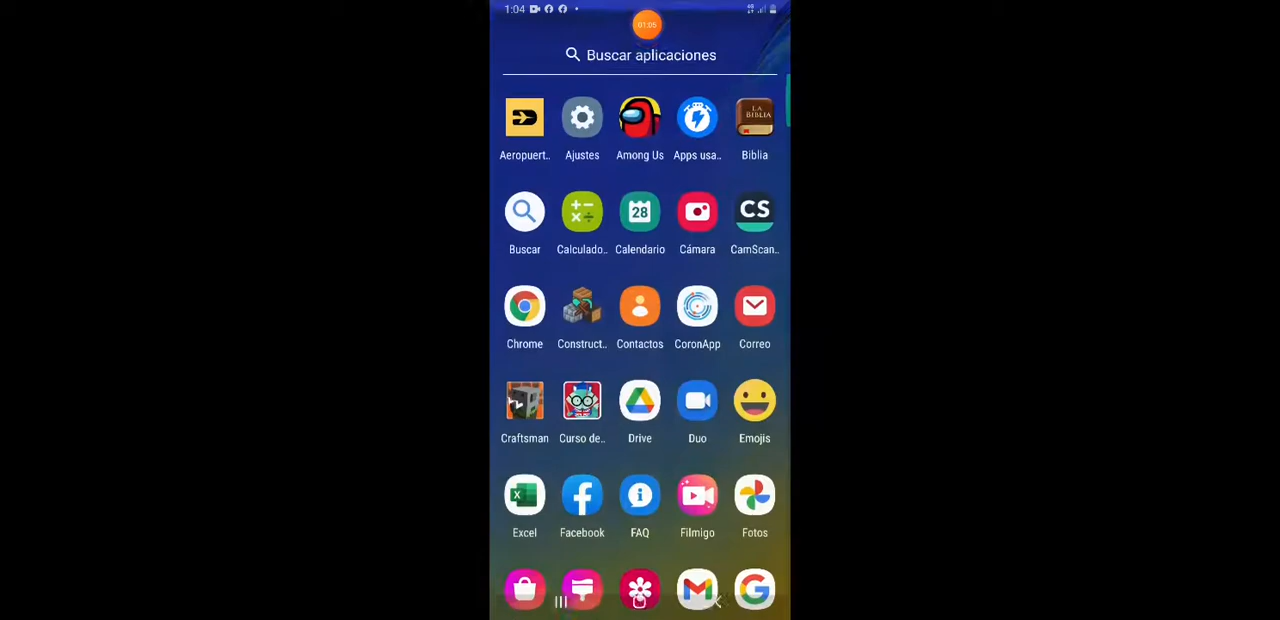 1:04
01:05
Buscar aplicaciones
LA BIBLIA
Aeropuert.. Ajustes Among Us Apps usa.. Biblia
28 CS
Buscar Calculado.. Calendario Cámara CamScan..
Chrome Construct.. Contactos CoronApp Correo
Craftsman Curso de.. Drive Duo Emojis
X
Excel Facebook FAQ Filmigo Fotos